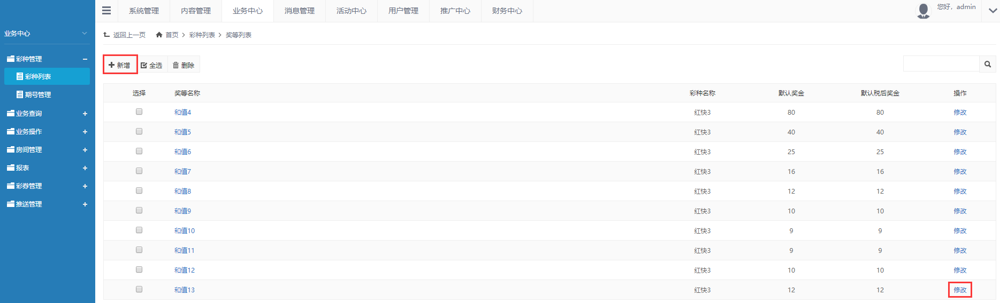 系统管理 内容管理 业务中心 消息管理 活动中心 用户管理 推广中心 财务中心 您好，admin
业务中心
彩种管理
彩种列表
期号管理
业务查询
业务操作
房间管理
报表
彩券管理
推送管理
返回上一页 首页 > 彩种列表 > 奖等列表
新增 全选 删除
选择 奖等名称 彩种名称 默认奖金 默认税后奖金 操作
和值4 红快3 80 80 修改
和值5 红快3 40 40 修改
和值6 红快3 25 25 修改
和值7 红快3 16 16 修改
和值8 红快3 12 12 修改
和值9 红快3 10 10 修改
和值10 红快3 9 9 修改
和值11 红快3 9 9 修改
和值12 红快3 10 10 修改
和值13 红快3 12 12 修改